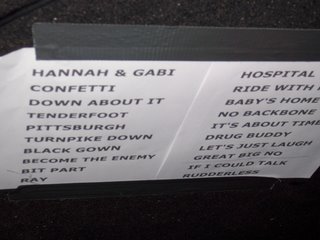 HANNAH & GABI
CONFETTI
DOWN ABOUT IT
TENDERFOOT
PITTSBURGH
TURNPIKE DOWN
BLACK GOWN
BECOME THE ENEMY
BIT PART
RAY
HOSPITAL
RIDE WITH
BABY'S HOME
NO BACKBONE
IT'S ABOUT TIME
DRUG BUDDY
LET'S JUST LAUGH
GREAT BIG NO
IF I COULD TALK
RUDDERLESS